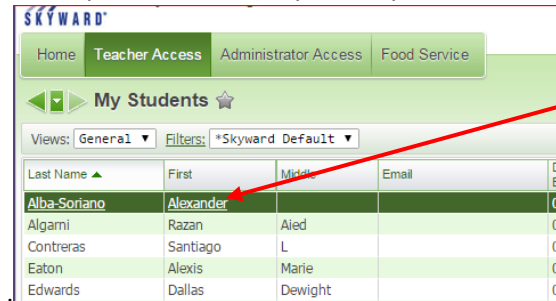 SKYWARD
Home Teacher Access Administrator Access Food Service
My Students
Views: General Filters: *Skyward Default
Last Name First Middle Email
Alba-Soriano Alexander
Algarni Razan Aied
Contreras Santiago L
Eaton Alexis Marie
Edwards Dallas Dewight